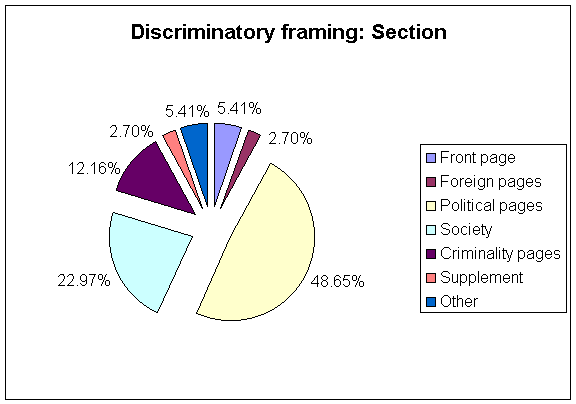 Discriminatory framing: Section
5.41%
5.41%
2.70%
2.70%
12.16%
22.97%
48.65%
Front page
Foreign pages
Political pages
Society
Criminality pages
Supplement
Other